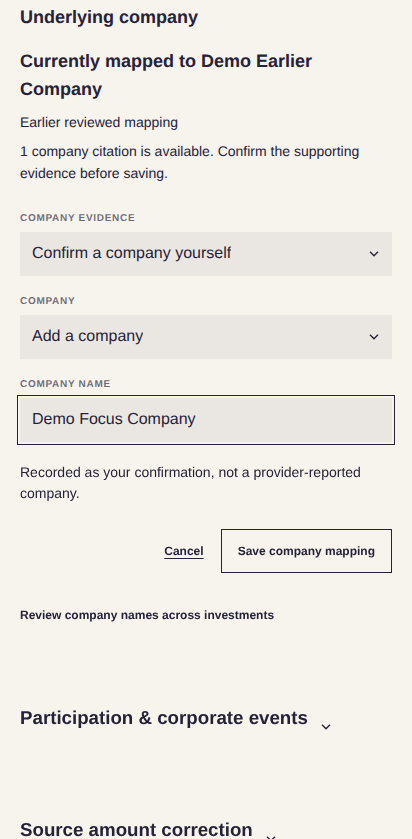 Underlying company
Currently mapped to Demo Earlier
Company
Earlier reviewed mapping
1 company citation is available. Confirm the supporting
evidence before saving.
COMPANY EVIDENCE
Confirm a company yourself
COMPANY
Add a company
COMPANY NAME
Demo Focus Company
Recorded as your confirmation, not a provider-reported
company.
Cancel Save company mapping
Review company names across investments
Participation & corporate events
Source amount correction